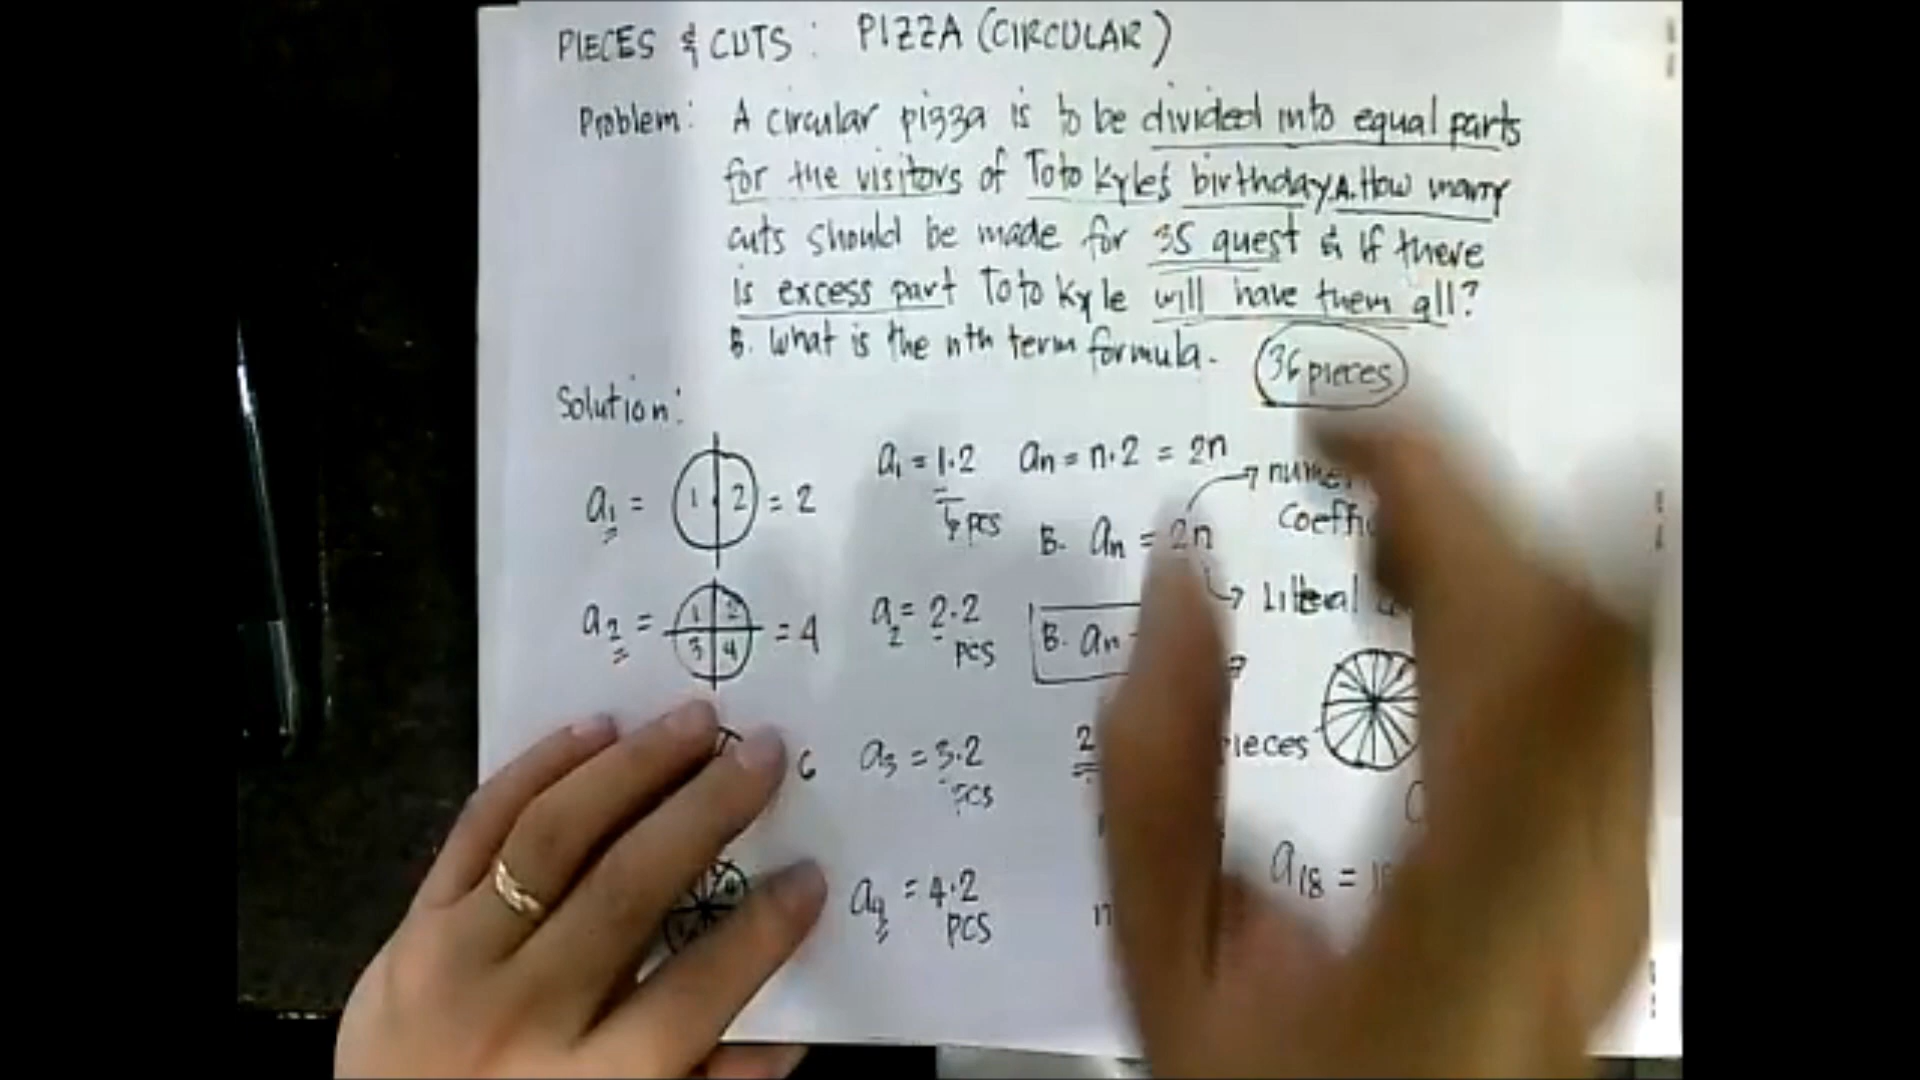 PIECES & CUTS: PIZZA (CIRCULAR)
Problem: A circular pizza is to be divided into equal parts
for the visitors of Toto Kyle's birthday. A. How many
cuts should be made for 35 quest & if there
is excess part Toto Kyle will have them all?
B. What is the nth term formula.
36 pieces
Solution:
a1 = 1 2 = 2
a1 = 1·2
pcs
an = n·2 = 2n
B. an = 2n
a2 = 1 2 3 4 = 4
a2 = 2·2
pcs
Literal
B. an
6
a3 = 3·2
pcs
2
a4 = 4·2
pcs
a18 =